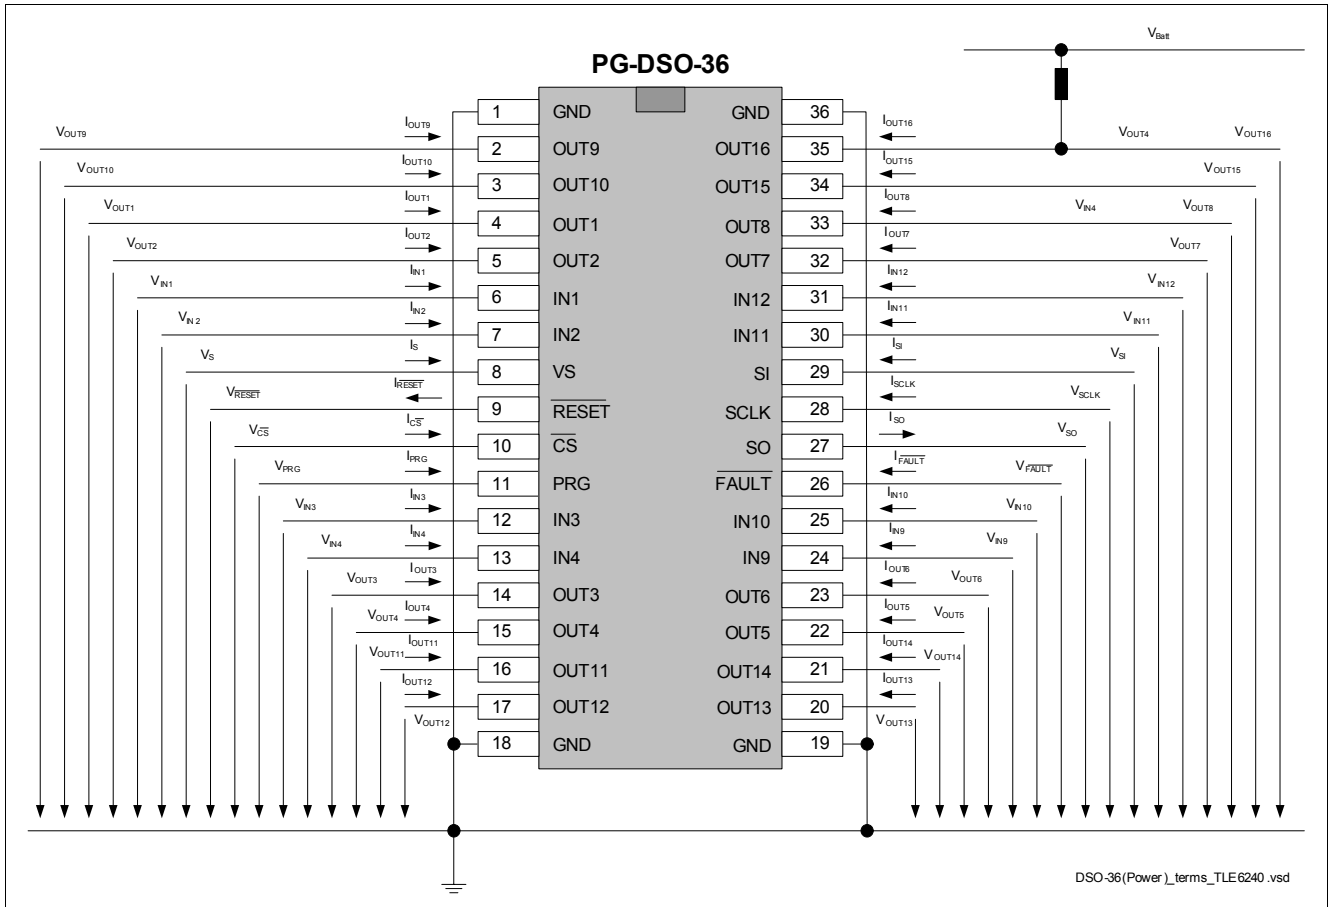 V_Batt
PG-DSO-36
1 GND GND 36
V_OUT9 I_OUT9 2 OUT9 OUT16 35 I_OUT16 V_OUT4 V_OUT16
V_OUT10 I_OUT10 3 OUT10 OUT15 34 I_OUT15 V_OUT15
V_OUT1 I_OUT1 4 OUT1 OUT8 33 I_OUT8 V_IN4 V_OUT8
V_OUT2 I_OUT2 5 OUT2 OUT7 32 I_OUT7 V_OUT7
V_IN1 I_IN1 6 IN1 IN12 31 I_IN12 V_IN12
V_IN2 I_IN2 7 IN2 IN11 30 I_IN11 V_IN11
V_S I_S 8 VS SI 29 I_SI V_SI
V_RESET I_RESET 9 RESET SCLK 28 I_SCLK V_SCLK
V_CS I_CS 10 CS SO 27 I_SO V_SO
V_PRG I_PRG 11 PRG FAULT 26 I_FAULT V_FAULT
V_IN3 I_IN3 12 IN3 IN10 25 I_IN10 V_IN10
V_IN4 I_IN4 13 IN4 IN9 24 I_IN9 V_IN9
V_OUT3 I_OUT3 14 OUT3 OUT6 23 I_OUT6 V_OUT6
V_OUT4 I_OUT4 15 OUT4 OUT5 22 I_OUT5 V_OUT5
V_OUT11 I_OUT11 16 OUT11 OUT14 21 I_OUT14 V_OUT14
V_OUT12 I_OUT12 17 OUT12 OUT13 20 I_OUT13 V_OUT13
18 GND GND 19
DSO-36(Power)_terms_TLE6240.vsd